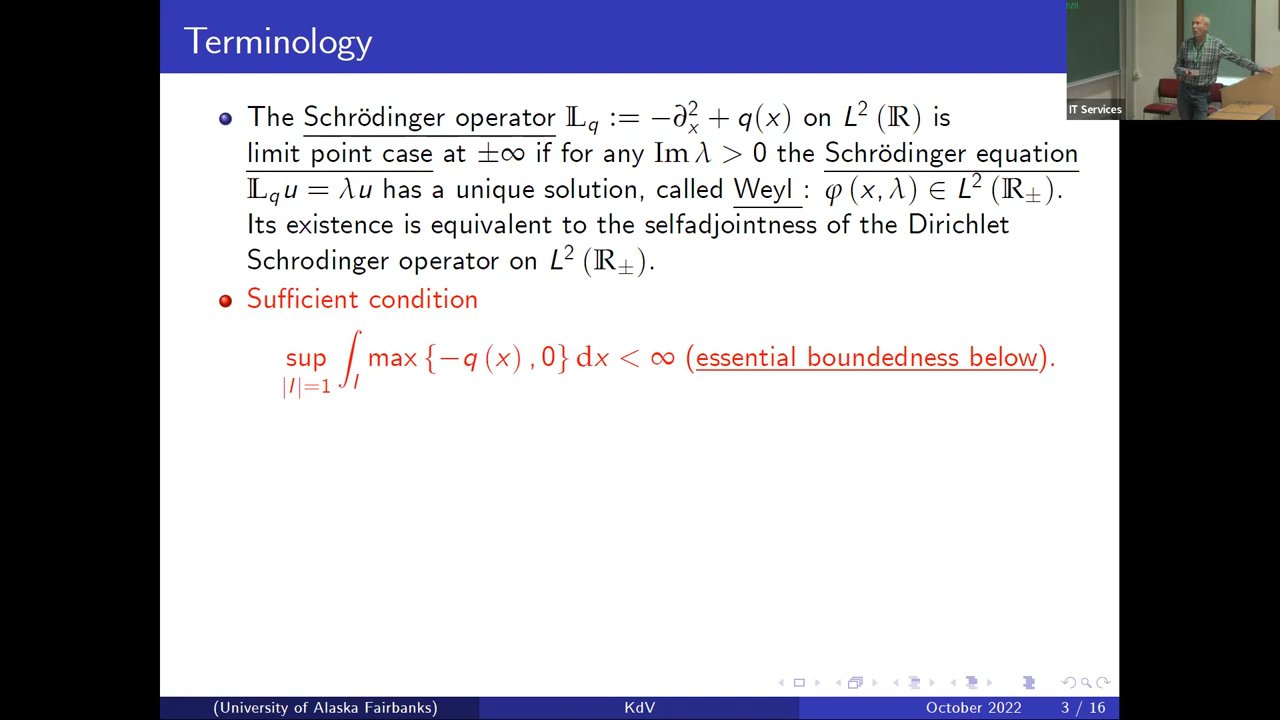 Terminology
The Schrödinger operator 𝕃_q := −∂_x^2 + q(x) on L^2 (ℝ) is
limit point case at ±∞ if for any Im λ > 0 the Schrödinger equation
𝕃_q u = λu has a unique solution, called Weyl : φ (x, λ) ∈ L^2 (ℝ_±).
Its existence is equivalent to the selfadjointness of the Dirichlet
Schrodinger operator on L^2 (ℝ_±).
Sufficient condition
sup_{|I|=1} ∫_I max {−q (x) , 0} dx < ∞ (essential boundedness below).
IT Services
(University of Alaska Fairbanks) KdV October 2022 3 / 16